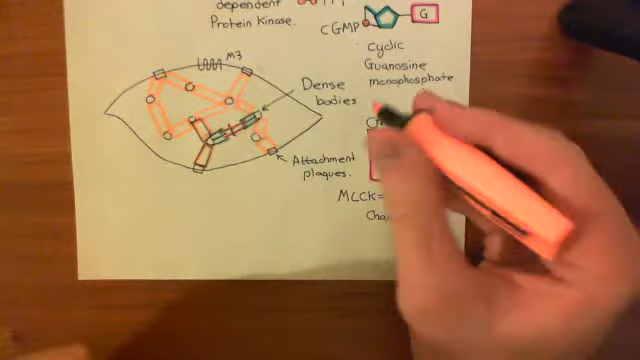 dependent
Protein Kinase.
G
cGMP
Cyclic
Guanosine
monophosphate
M3
Dense
bodies
Attachment
plaques.
MLCK=